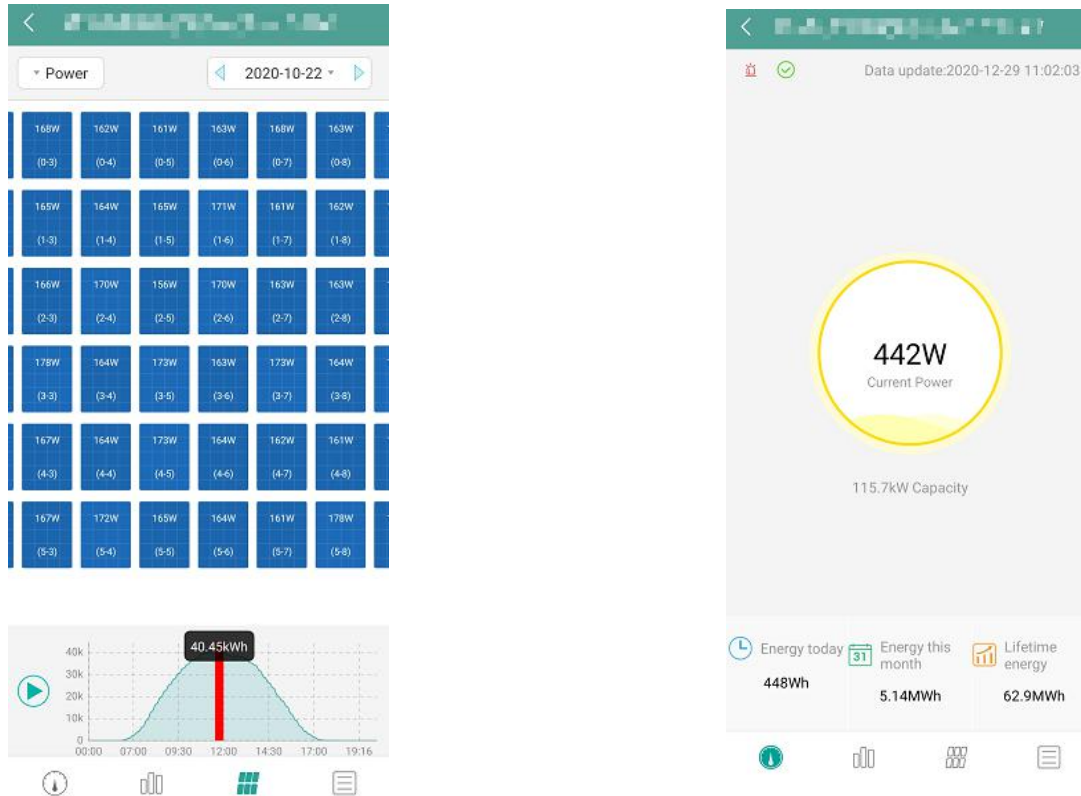 Power
2020-10-22
168W 162W 161W 163W 168W 163W
(0-3) (0-4) (0-5) (0-6) (0-7) (0-8)
165W 164W 165W 171W 161W 162W
(1-3) (1-4) (1-5) (1-6) (1-7) (1-8)
166W 170W 156W 170W 163W 163W
(2-3) (2-4) (2-5) (2-6) (2-7) (2-8)
178W 164W 173W 163W 173W 164W
(3-3) (3-4) (3-5) (3-6) (3-7) (3-8)
167W 164W 173W 164W 162W 161W
(4-3) (4-4) (4-5) (4-6) (4-7) (4-8)
167W 172W 165W 164W 161W 178W
(5-3) (5-4) (5-5) (5-6) (5-7) (5-8)
40.45kWh
40k
30k
20k
10k
0
00:00 07:00 09:30 12:00 14:30 17:00 19:16
Data update:2020-12-29 11:02:03
442W
Current Power
115.7kW Capacity
Energy today
448Wh
31
Energy this
month
5.14MWh
Lifetime
energy
62.9MWh